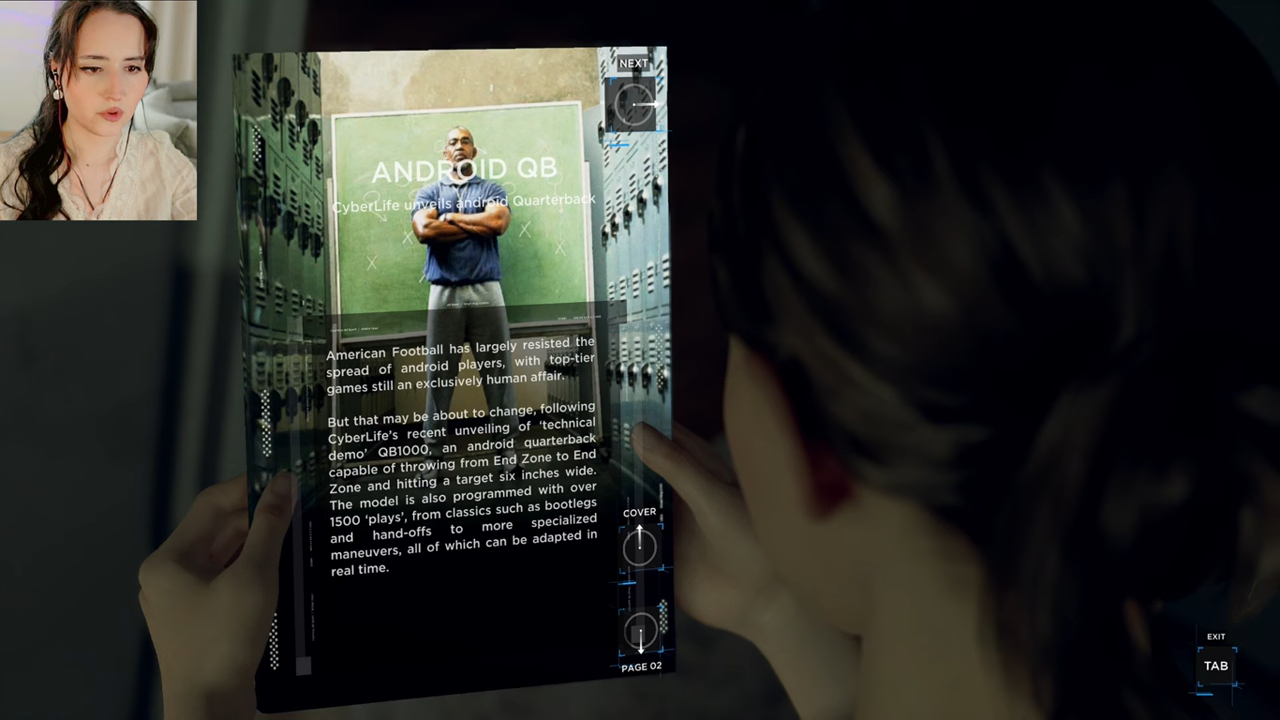 NEXT
ANDROID QB
CyberLife unveils android Quarterback
American Football has largely resisted the
spread of android players, with top-tier
games still an exclusively human affair.
But that may be about to change, following
CyberLife's recent unveiling of 'technical
demo' QB1000, an android quarterback
capable of throwing from End Zone to End
Zone and hitting a target six inches wide.
The model is also programmed with over
1500 'plays', from classics such as bootlegs
and hand-offs to more specialized
maneuvers, all of which can be adapted in
real time.
COVER
PAGE 02
EXIT
TAB